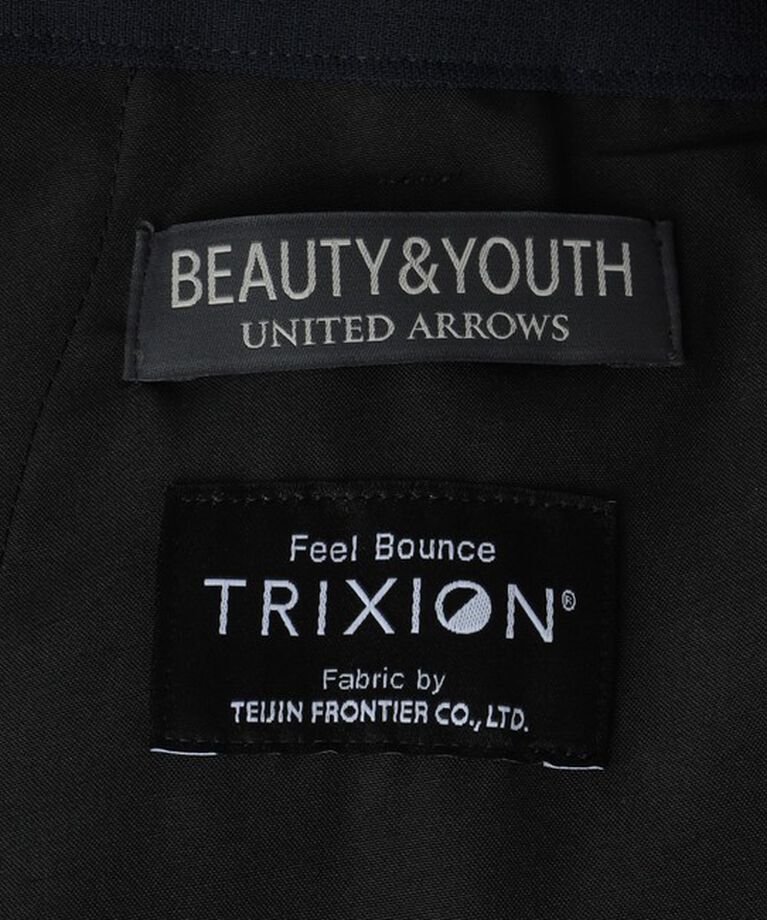 BEAUTY&YOUTH
UNITED ARROWS
Feel Bounce
TRIXION®
Fabric by
TEIJIN FRONTIER CO., LTD.